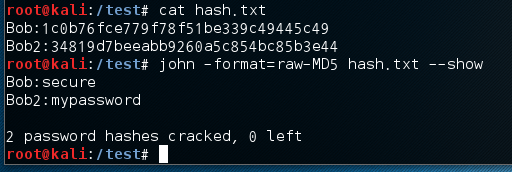 root@kali:/test# cat hash.txt
Bob:1c0b76fce779f78f51be339c49445c49
Bob2:34819d7beeabb9260a5c854bc85b3e44
root@kali:/test# john -format=raw-MD5 hash.txt --show
Bob:secure
Bob2:mypassword
2 password hashes cracked, 0 left
root@kali:/test#